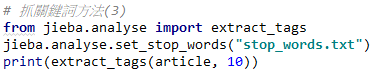 # 抓關鍵詞方法(3)
from jieba.analyse import extract_tags
jieba.analyse.set_stop_words("stop_words.txt")
print(extract_tags(article, 10))